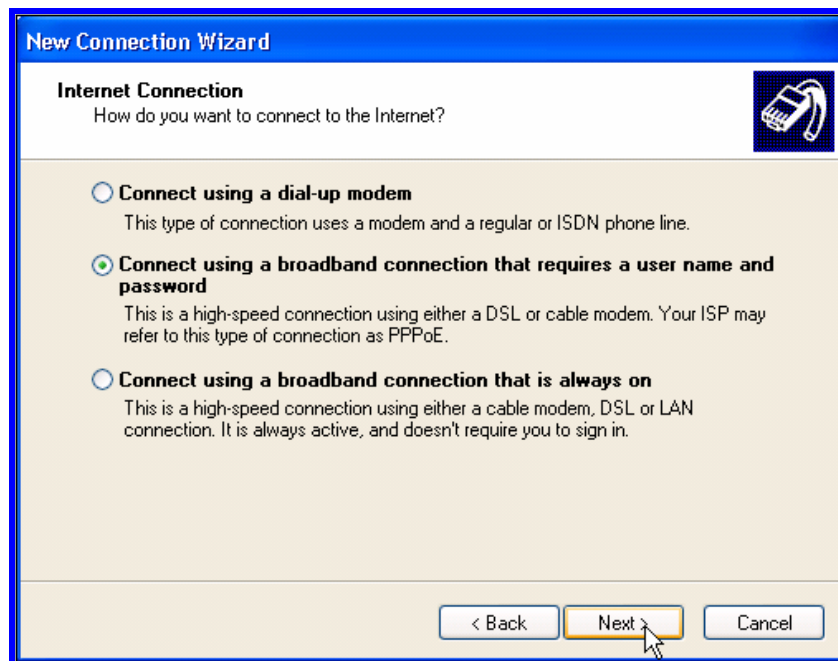 New Connection Wizard
Internet Connection
How do you want to connect to the Internet?
Connect using a dial-up modem
This type of connection uses a modem and a regular or ISDN phone line.
Connect using a broadband connection that requires a user name and
password
This is a high-speed connection using either a DSL or cable modem. Your ISP may
refer to this type of connection as PPPoE.
Connect using a broadband connection that is always on
This is a high-speed connection using either a cable modem, DSL or LAN
connection. It is always active, and doesn't require you to sign in.
< Back Next > Cancel